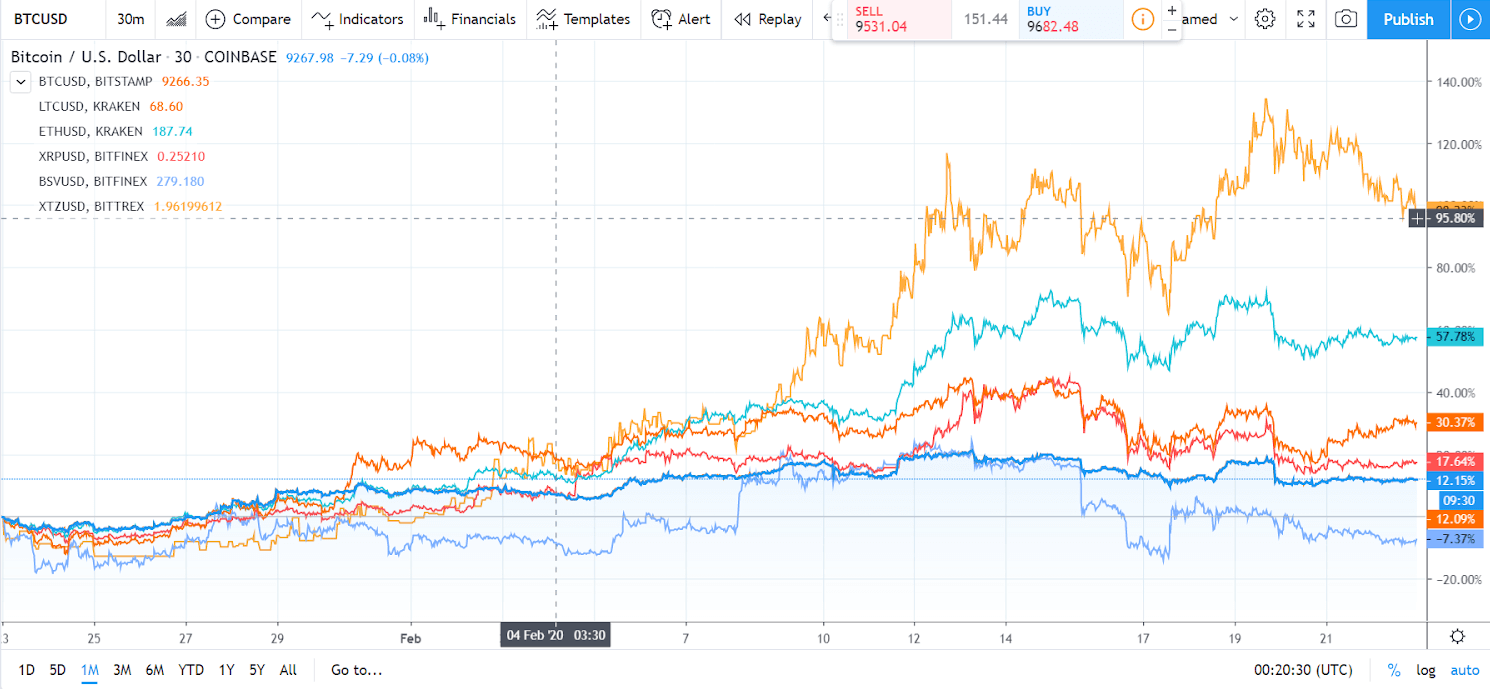 BTCUSD 30m Compare Indicators Financials Templates Alert Replay SELL 9531.04 151.44 BUY 9682.48 + − amed Publish
Bitcoin / U.S. Dollar · 30 · COINBASE 9267.98 −7.29 (−0.08%)
BTCUSD, BITSTAMP 9266.35
LTCUSD, KRAKEN 68.60
ETHUSD, KRAKEN 187.74
XRPUSD, BITFINEX 0.25210
BSVUSD, BITFINEX 279.180
XTZUSD, BITTREX 1.96199612
140.00%
120.00%
95.80%
80.00%
57.78%
40.00%
30.37%
17.64%
12.15%
09:30
12.09%
−7.37%
−20.00%
3 25 27 29 Feb 04 Feb '20 03:30 7 10 12 14 17 19 21
1D 5D 1M 3M 6M YTD 1Y 5Y All Go to... 00:20:30 (UTC) % log auto